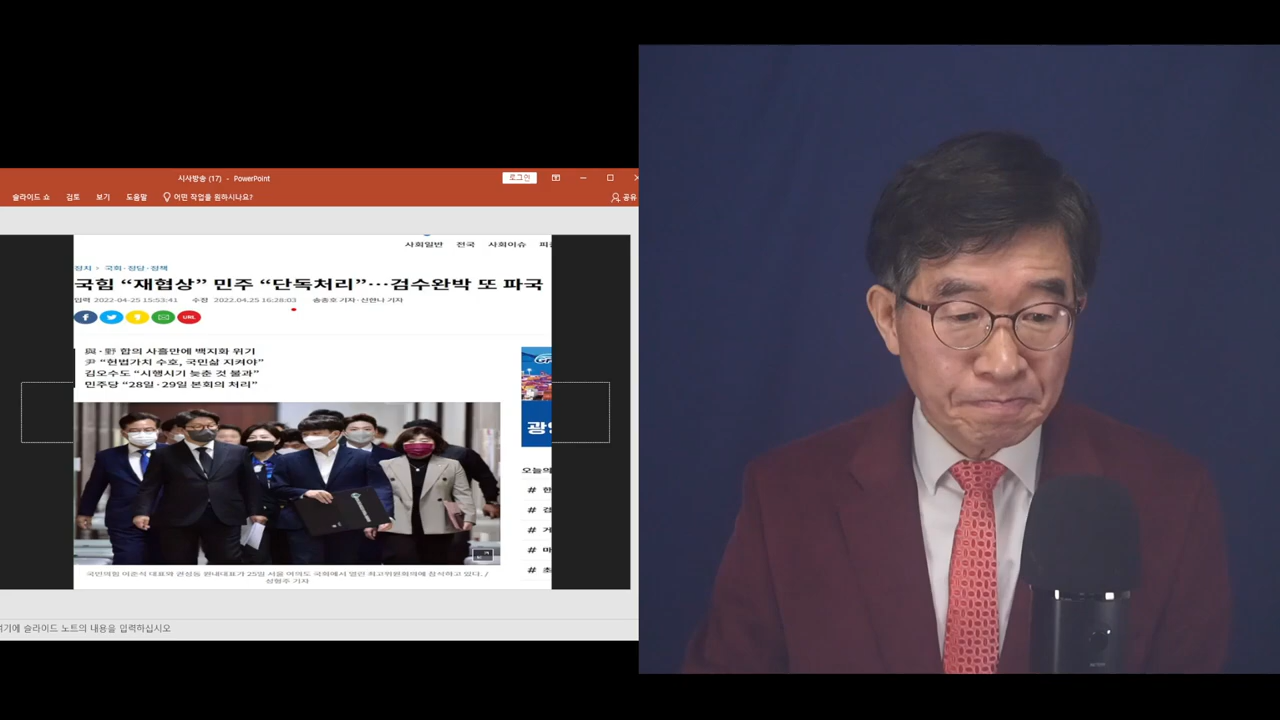 시사방송 (17) - PowerPoint
로그인
슬라이드 쇼 검토 보기 도움말 어떤 작업을 원하시나요? 공유
사회일반 전국 사회이슈
정치 > 국회·정당·정책
국힘 “재협상” 민주 “단독처리”…검수완박 또 파국
입력 2022-04-25 15:53:41 수정 2022.04.25 16:28:03 송종호 기자·신한나 기자
URL
與·野 합의 사흘만에 백지화 위기
尹 “헌법가치 수호, 국민삶 지켜야”
김오수도 “시행시기 늦춘 것 불과”
민주당 “28일·29일 본회의 처리”
광
오늘의
#
#
#
# 마
# 최
국민의힘 이준석 대표와 권성동 원내대표가 25일 서울 여의도 국회에서 열린 최고위원회의에 참석하고 있다. /
성형주 기자
여기에 슬라이드 노트의 내용을 입력하십시오